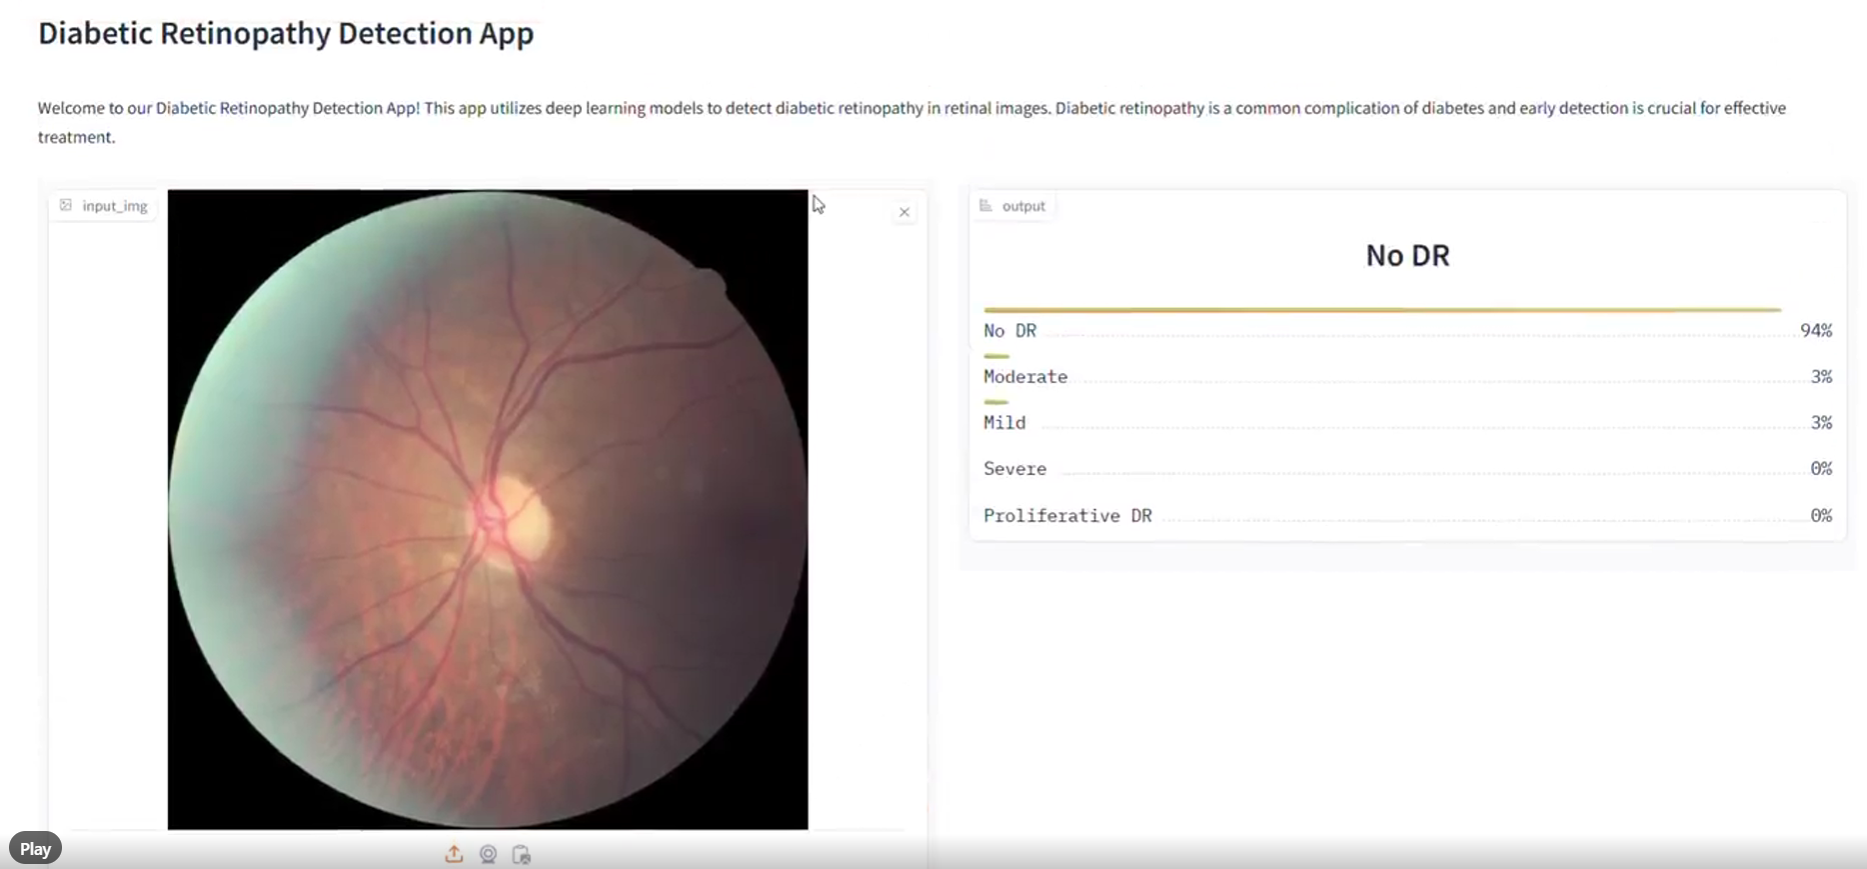 Diabetic Retinopathy Detection App
Welcome to our Diabetic Retinopathy Detection App! This app utilizes deep learning models to detect diabetic retinopathy in retinal images. Diabetic retinopathy is a common complication of diabetes and early detection is crucial for effective
treatment.
input_img
output
No DR
No DR 94%
Moderate 3%
Mild 3%
Severe 0%
Proliferative DR 0%
Play